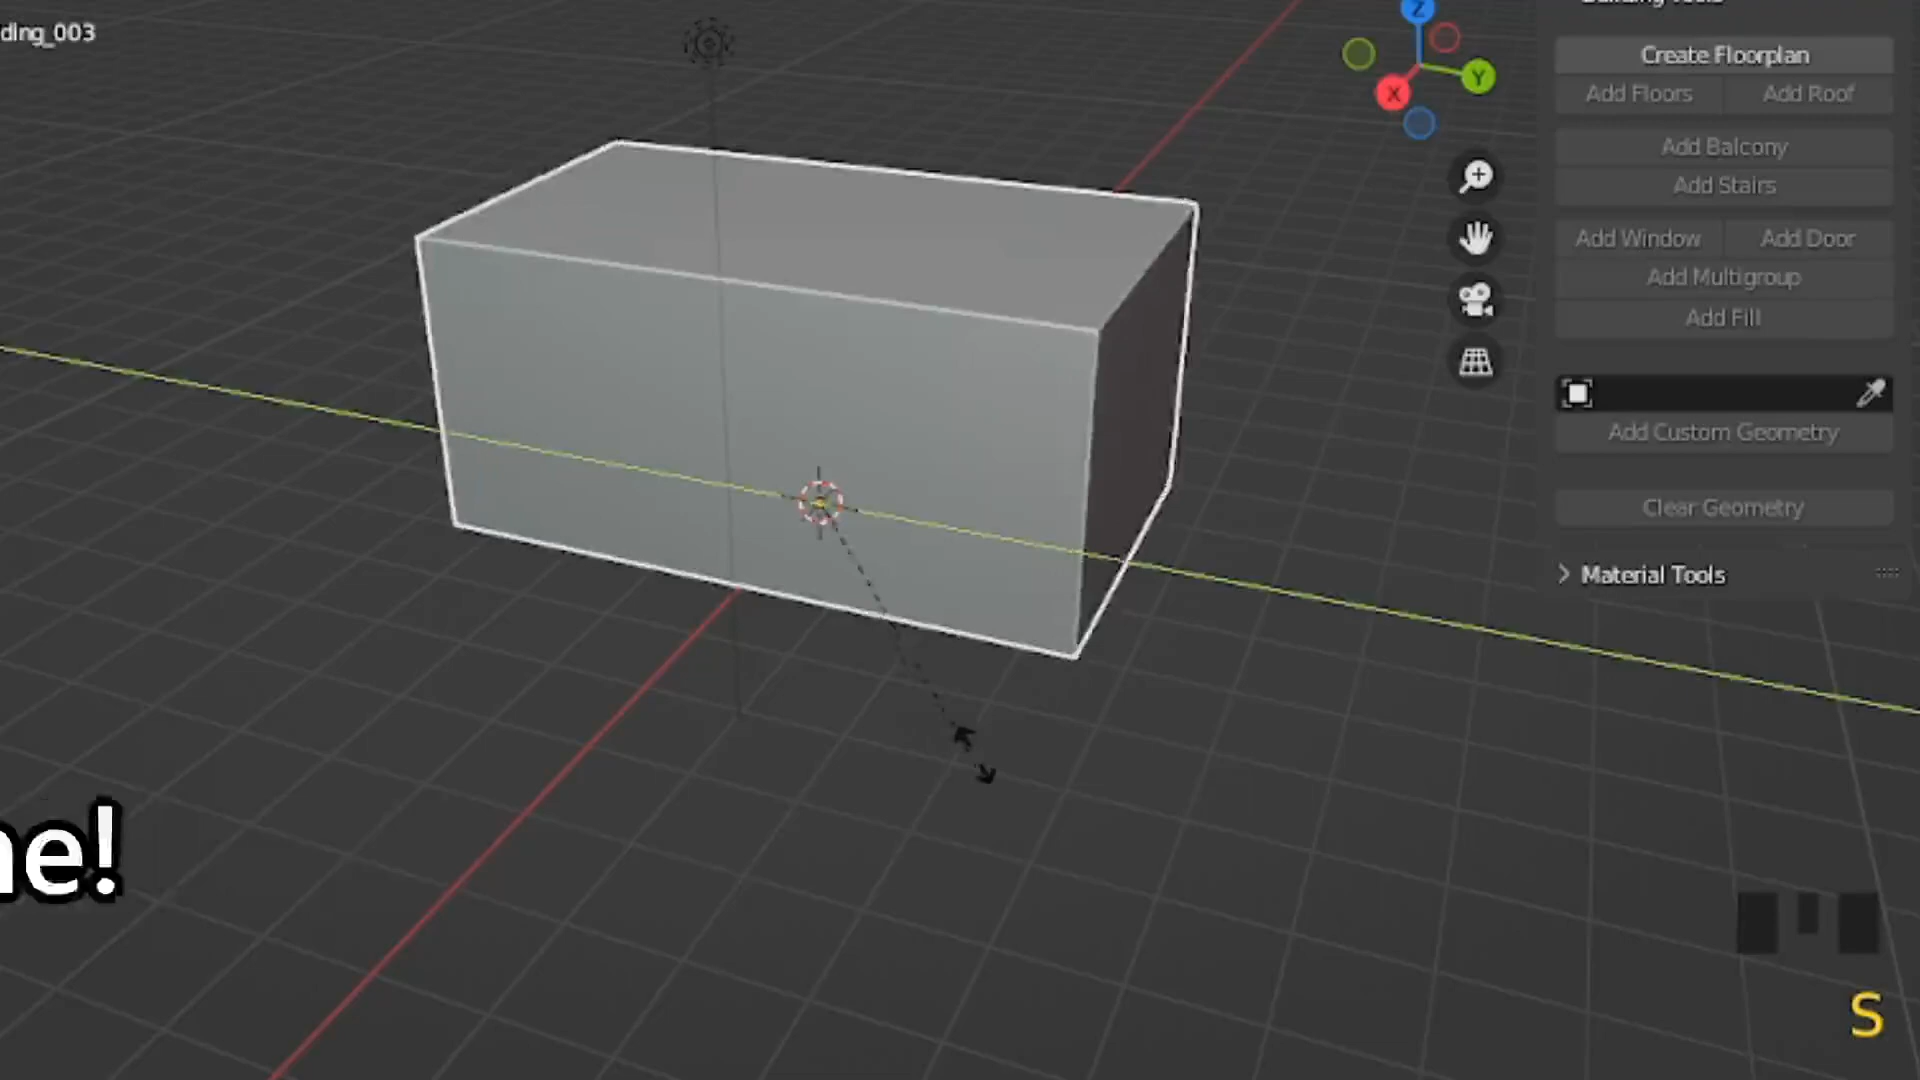 ding_003
Z
Y
X
Create Floorplan
Add Floors Add Roof
Add Balcony
Add Stairs
Add Window Add Door
Add Multigroup
Add Fill
Add Custom Geometry
Clear Geometry
Material Tools
ne!
S